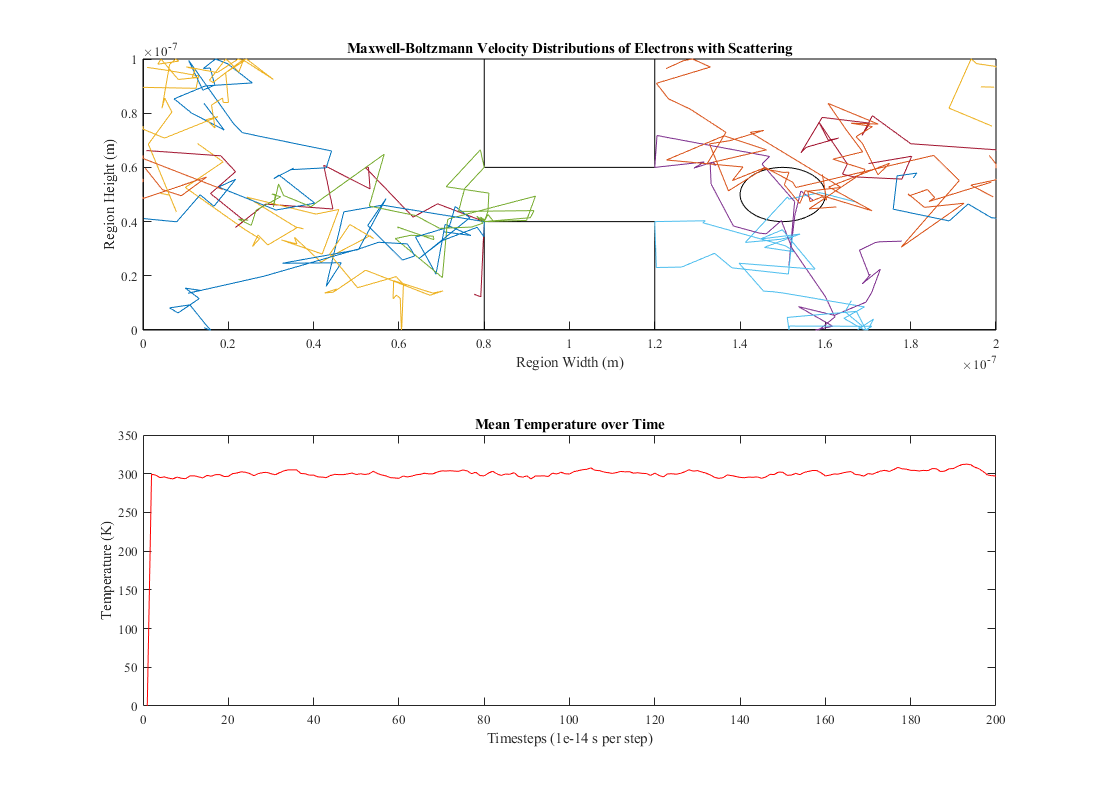 Maxwell-Boltzmann Velocity Distributions of Electrons with Scattering
×10⁻⁷
1
0.8
0.6
0.4
0.2
0
Region Height (m)
0 0.2 0.4 0.6 0.8 1 1.2 1.4 1.6 1.8 2
Region Width (m)
×10⁻⁷
Mean Temperature over Time
350
300
250
200
150
100
50
0
Temperature (K)
0 20 40 60 80 100 120 140 160 180 200
Timesteps (1e-14 s per step)